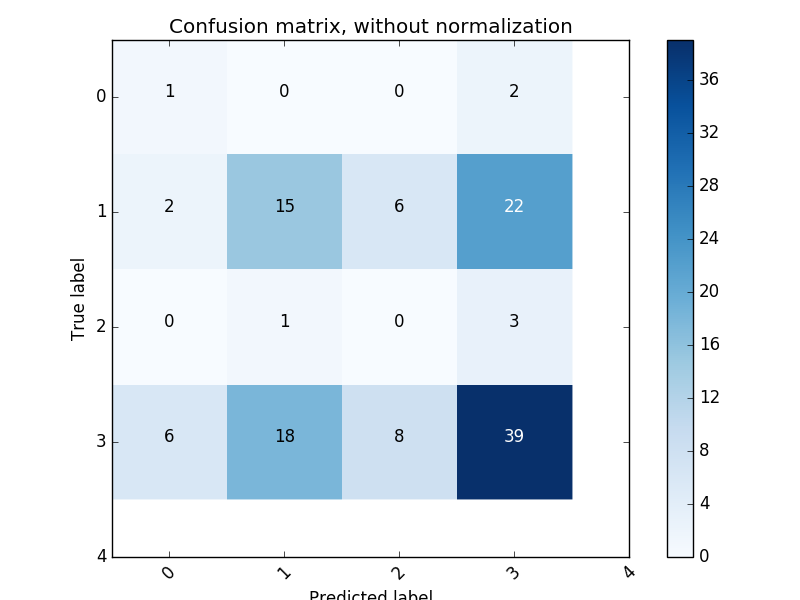 Confusion matrix, without normalization
0 1 0 0 2
1 2 15 6 22
2 0 1 0 3
3 6 18 8 39
4
0 1 2 3 4
True label
Predicted label
36
32
28
24
20
16
12
8
4
0